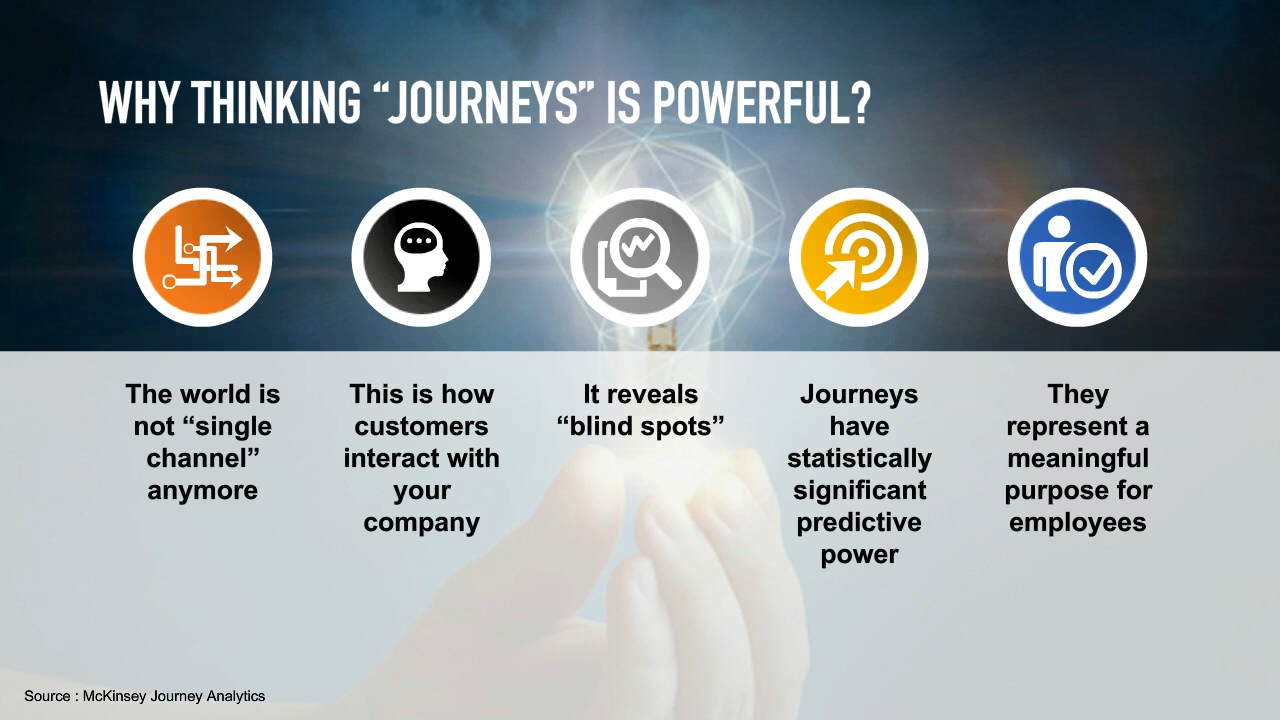 WHY THINKING “JOURNEYS” IS POWERFUL?
The world is
not “single
channel”
anymore
This is how
customers
interact with
your
company
It reveals
“blind spots”
Journeys
have
statistically
significant
predictive
power
They
represent a
meaningful
purpose for
employees
Source : McKinsey Journey Analytics